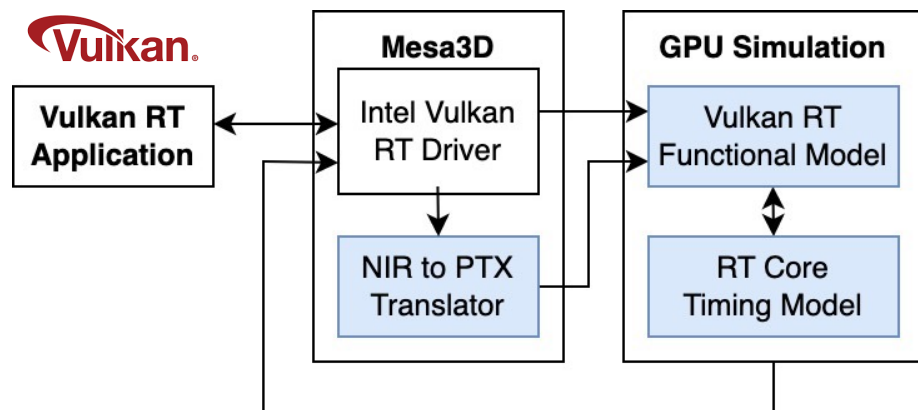 Vulkan®
Mesa3D
GPU Simulation
Vulkan RT
Application
Intel Vulkan
RT Driver
Vulkan RT
Functional Model
NIR to PTX
Translator
RT Core
Timing Model